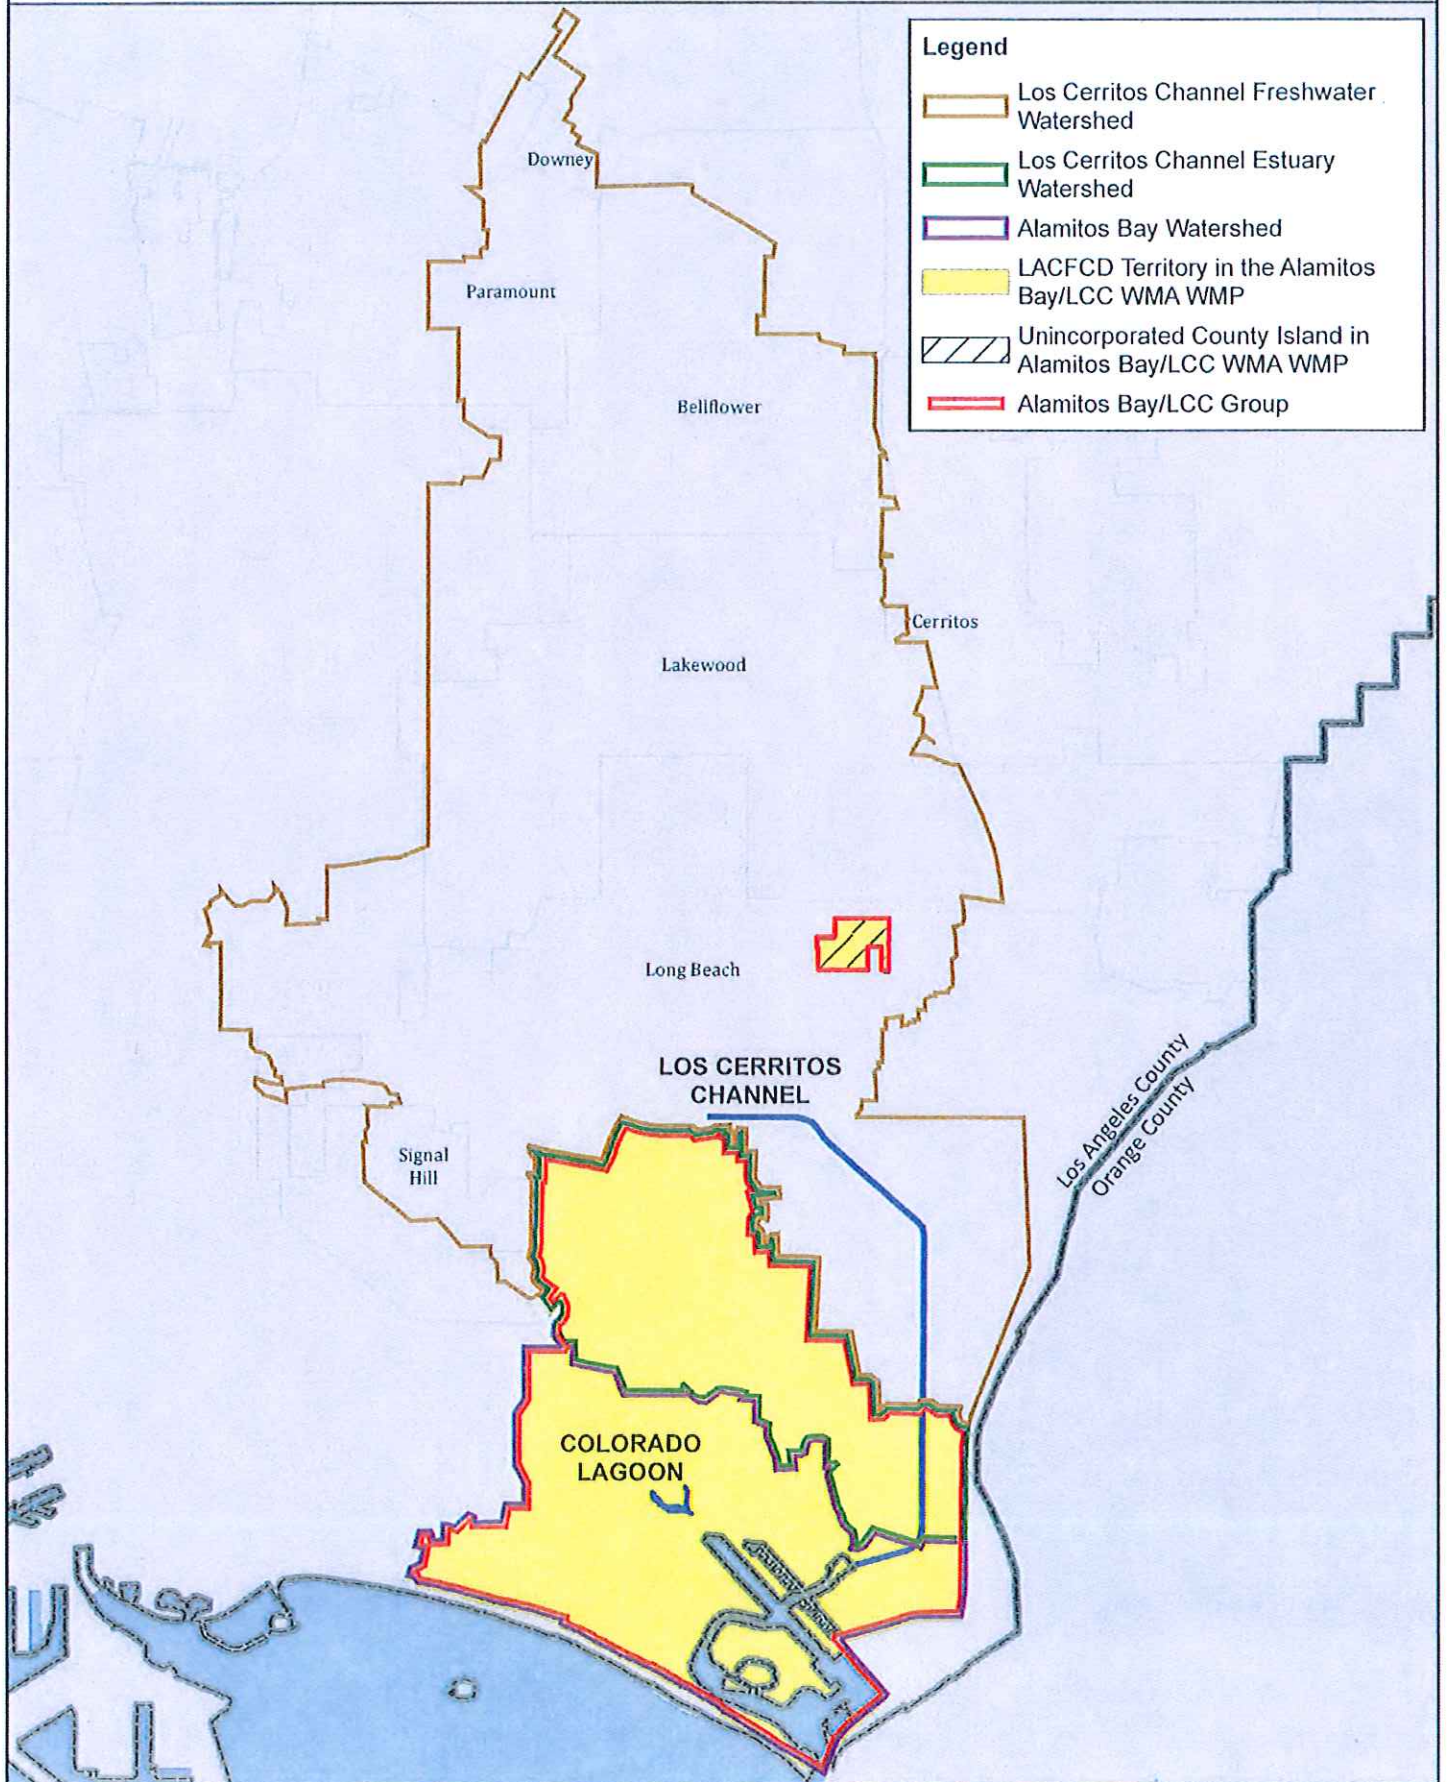 Legend
Los Cerritos Channel Freshwater
Watershed
Los Cerritos Channel Estuary
Watershed
Alamitos Bay Watershed
LACFCD Territory in the Alamitos
Bay/LCC WMA WMP
Unincorporated County Island in
Alamitos Bay/LCC WMA WMP
Alamitos Bay/LCC Group
Downey
Paramount
Bellflower
Cerritos
Lakewood
Long Beach
LOS CERRITOS
CHANNEL
Los Angeles County
Orange County
Signal
Hill
COLORADO
LAGOON